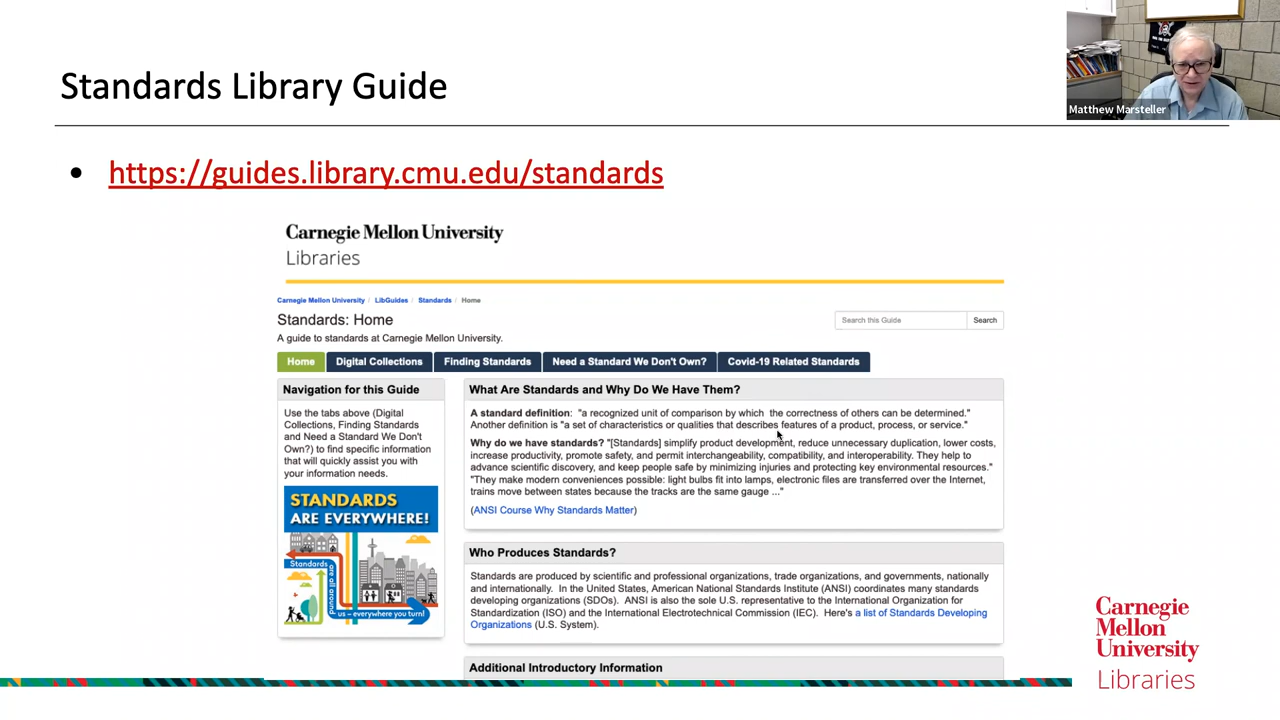 Standards Library Guide
Matthew Marsteller
• https://guides.library.cmu.edu/standards
Carnegie Mellon University
Libraries
Carnegie Mellon University / LibGuides / Standards / Home
Standards: Home
Search this Guide
Search
A guide to standards at Carnegie Mellon University.
Home
Digital Collections
Finding Standards
Need a Standard We Don't Own?
Covid-19 Related Standards
Navigation for this Guide
Use the tabs above (Digital
Collections, Finding Standards
and Need a Standard We Don't
Own?) to find specific information
that will quickly assist you with
your information needs.
STANDARDS
ARE EVERYWHERE!
Standards
are all around
us – everywhere you turn!
What Are Standards and Why Do We Have Them?
A standard definition: "a recognized unit of comparison by which the correctness of others can be determined."
Another definition is "a set of characteristics or qualities that describes features of a product, process, or service."
Why do we have standards? "[Standards] simplify product development, reduce unnecessary duplication, lower costs,
increase productivity, promote safety, and permit interchangeability, compatibility, and interoperability. They help to
advance scientific discovery, and keep people safe by minimizing injuries and protecting key environmental resources."
"They make modern conveniences possible: light bulbs fit into lamps, electronic files are transferred over the Internet,
trains move between states because the tracks are the same gauge ..."
(ANSI Course Why Standards Matter)
Who Produces Standards?
Standards are produced by scientific and professional organizations, trade organizations, and governments, nationally
and internationally. In the United States, American National Standards Institute (ANSI) coordinates many standards
developing organizations (SDOs). ANSI is also the sole U.S. representative to the International Organization for
Standardization (ISO) and the International Electrotechnical Commission (IEC). Here's a list of Standards Developing
Organizations (U.S. System).
Additional Introductory Information
Carnegie
Mellon
University
Libraries